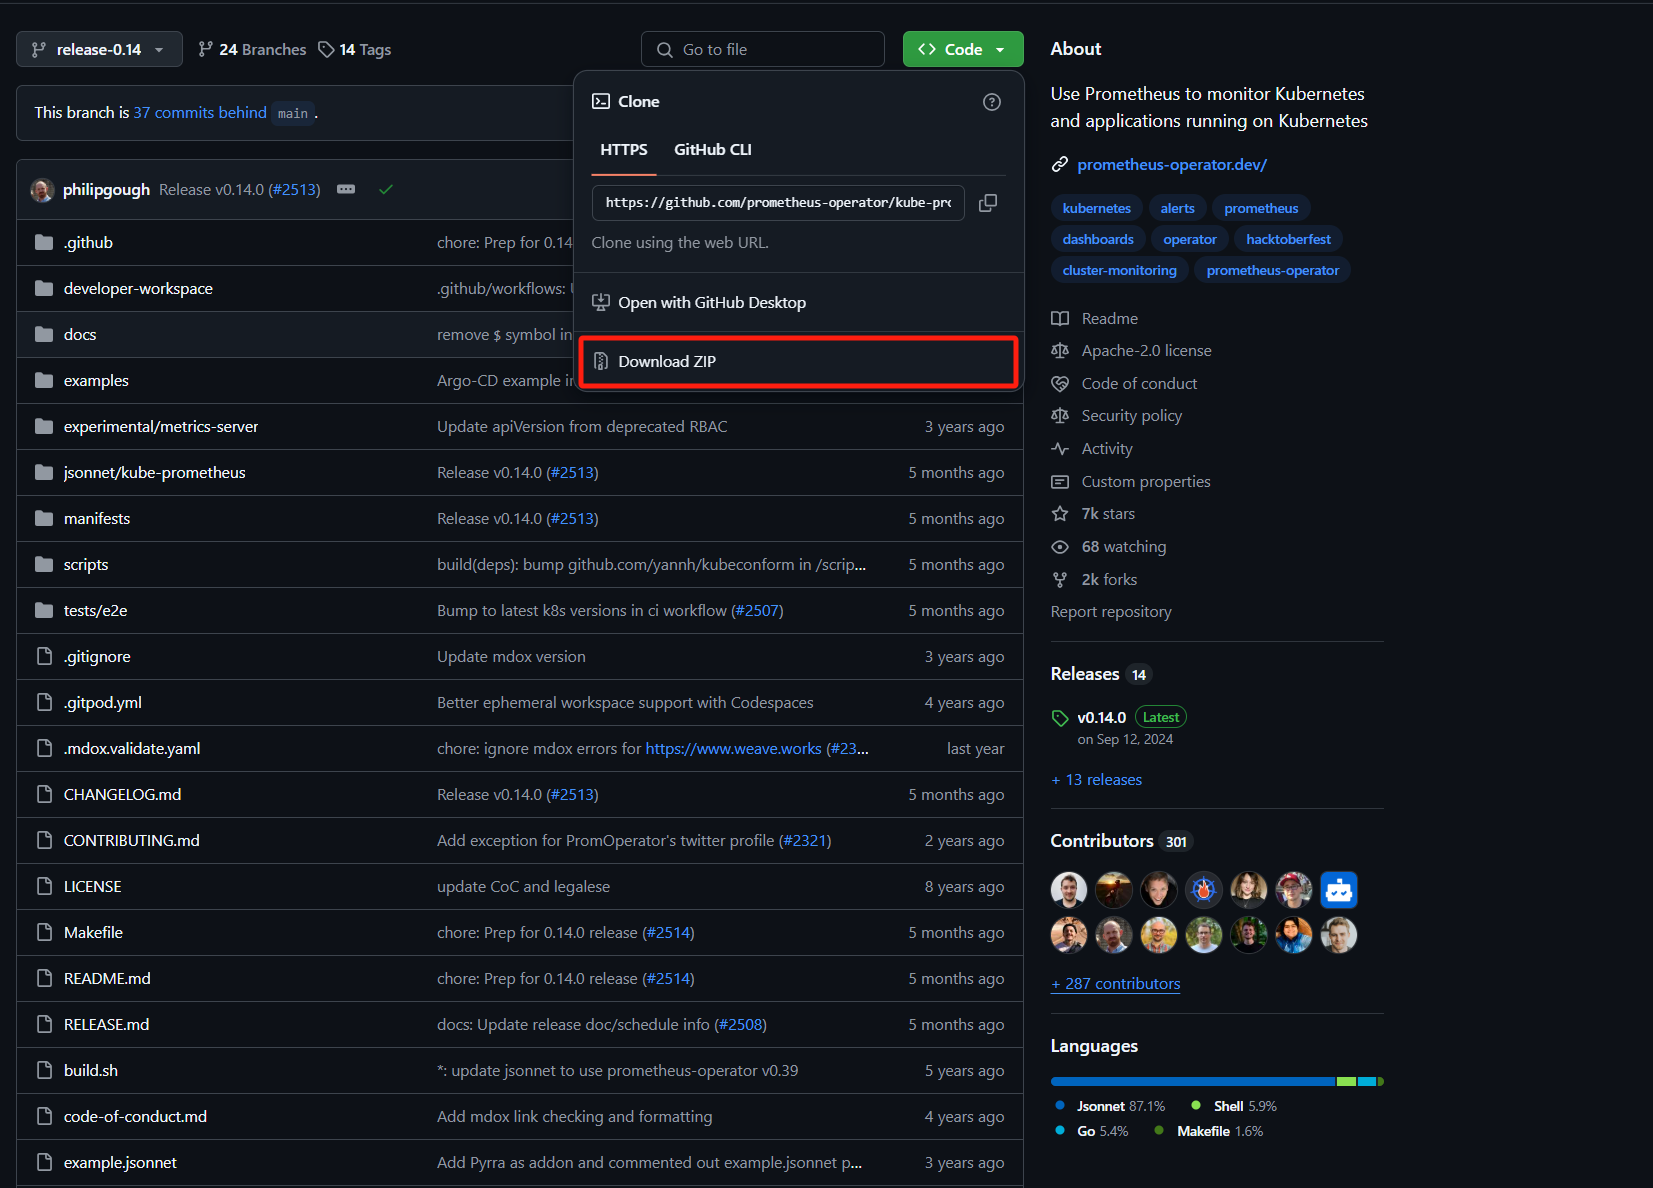 release-0.14
24 Branches
14 Tags
Go to file
Code
This branch is 37 commits behind main .
Clone
HTTPS
GitHub CLI
https://github.com/prometheus-operator/kube-pro
Clone using the web URL.
Open with GitHub Desktop
Download ZIP
philipgough Release v0.14.0 (#2513)
.github chore: Prep for 0.14
developer-workspace .github/workflows:
docs remove $ symbol in
examples Argo-CD example in
experimental/metrics-server Update apiVersion from deprecated RBAC 3 years ago
jsonnet/kube-prometheus Release v0.14.0 (#2513) 5 months ago
manifests Release v0.14.0 (#2513) 5 months ago
scripts build(deps): bump github.com/yannh/kubeconform in /scrip... 5 months ago
tests/e2e Bump to latest k8s versions in ci workflow (#2507) 5 months ago
.gitignore Update mdox version 3 years ago
.gitpod.yml Better ephemeral workspace support with Codespaces 4 years ago
.mdox.validate.yaml chore: ignore mdox errors for https://www.weave.works (#23... last year
CHANGELOG.md Release v0.14.0 (#2513) 5 months ago
CONTRIBUTING.md Add exception for PromOperator's twitter profile (#2321) 2 years ago
LICENSE update CoC and legalese 8 years ago
Makefile chore: Prep for 0.14.0 release (#2514) 5 months ago
README.md chore: Prep for 0.14.0 release (#2514) 5 months ago
RELEASE.md docs: Update release doc/schedule info (#2508) 5 months ago
build.sh *: update jsonnet to use prometheus-operator v0.39 5 years ago
code-of-conduct.md Add mdox link checking and formatting 4 years ago
example.jsonnet Add Pyrra as addon and commented out example.jsonnet p... 3 years ago
About
Use Prometheus to monitor Kubernetes
and applications running on Kubernetes
prometheus-operator.dev/
kubernetes alerts prometheus
dashboards operator hacktoberfest
cluster-monitoring prometheus-operator
Readme
Apache-2.0 license
Code of conduct
Security policy
Activity
Custom properties
7k stars
68 watching
2k forks
Report repository
Releases 14
v0.14.0 Latest
on Sep 12, 2024
+ 13 releases
Contributors 301
+ 287 contributors
Languages
Jsonnet 87.1% Shell 5.9%
Go 5.4% Makefile 1.6%